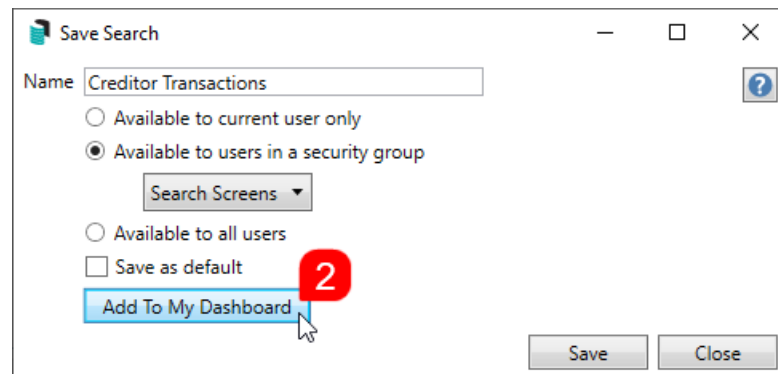 Save Search
Name Creditor Transactions
?
Available to current user only
Available to users in a security group
Search Screens
Available to all users
Save as default
2
Add To My Dashboard
Save Close